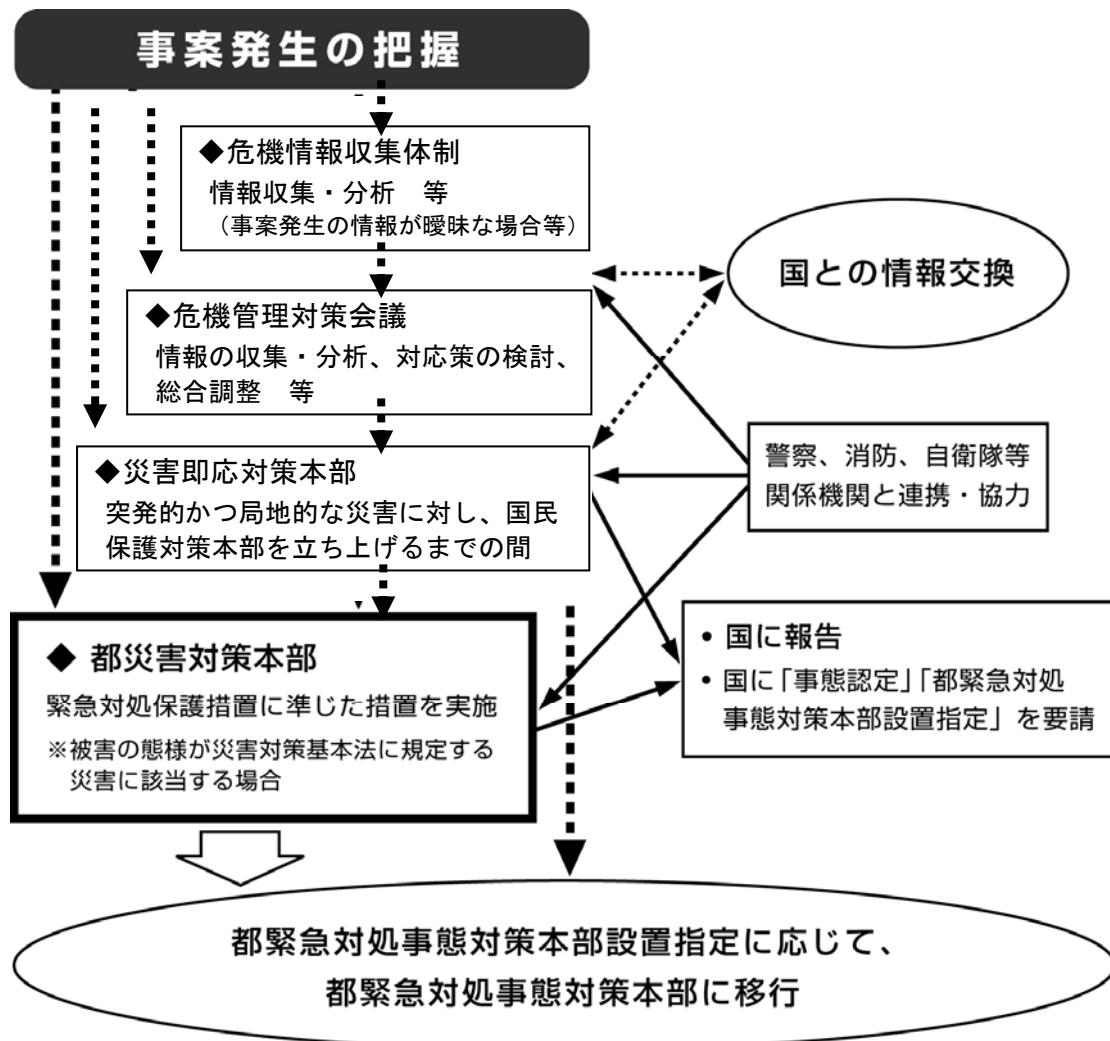 事案発生の把握
◆危機情報収集体制
情報収集・分析　等
（事案発生の情報が曖昧な場合等）
国との情報交換
◆危機管理対策会議
情報の収集・分析、対応策の検討、
総合調整　等
◆災害即応対策本部
突発的かつ局地的な災害に対し、国民
保護対策本部を立ち上げるまでの間
警察、消防、自衛隊等
関係機関と連携・協力
◆ 都災害対策本部
緊急対処保護措置に準じた措置を実施
※被害の態様が災害対策基本法に規定する
災害に該当する場合
• 国に報告
• 国に「事態認定」「都緊急対処
事態対策本部設置指定」を要請
都緊急対処事態対策本部設置指定に応じて、
都緊急対処事態対策本部に移行